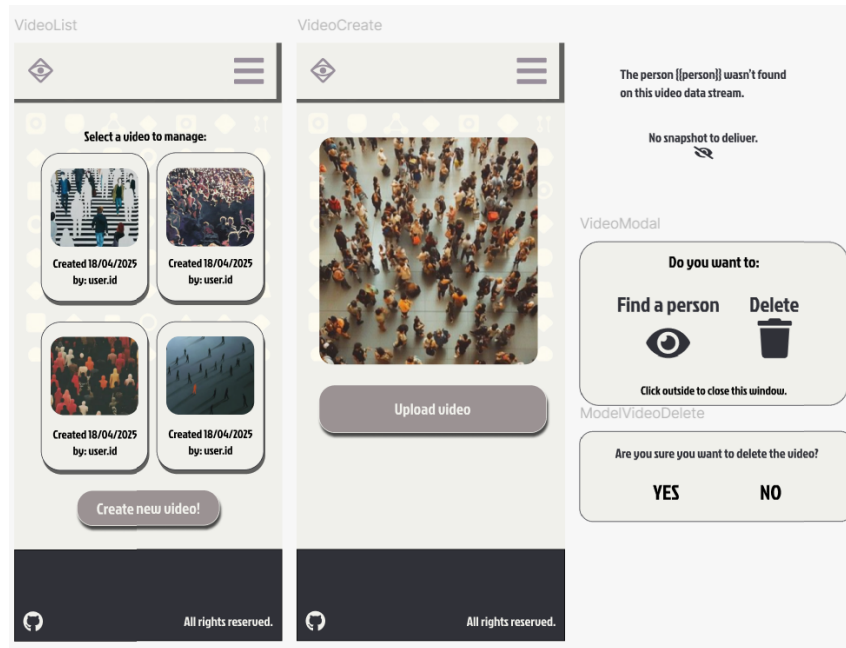 VideoList
VideoCreate
Select a video to manage:
Created 18/04/2025
by: user.id
Created 18/04/2025
by: user.id
Created 18/04/2025
by: user.id
Created 18/04/2025
by: user.id
Create new video!
All rights reserved.
Upload video
All rights reserved.
The person [{person}] wasn't found
on this video data stream.
No snapshot to deliver.
VideoModal
Do you want to:
Find a person
Delete
Click outside to close this window.
ModelVideoDelete
Are you sure you want to delete the video?
YES
NO